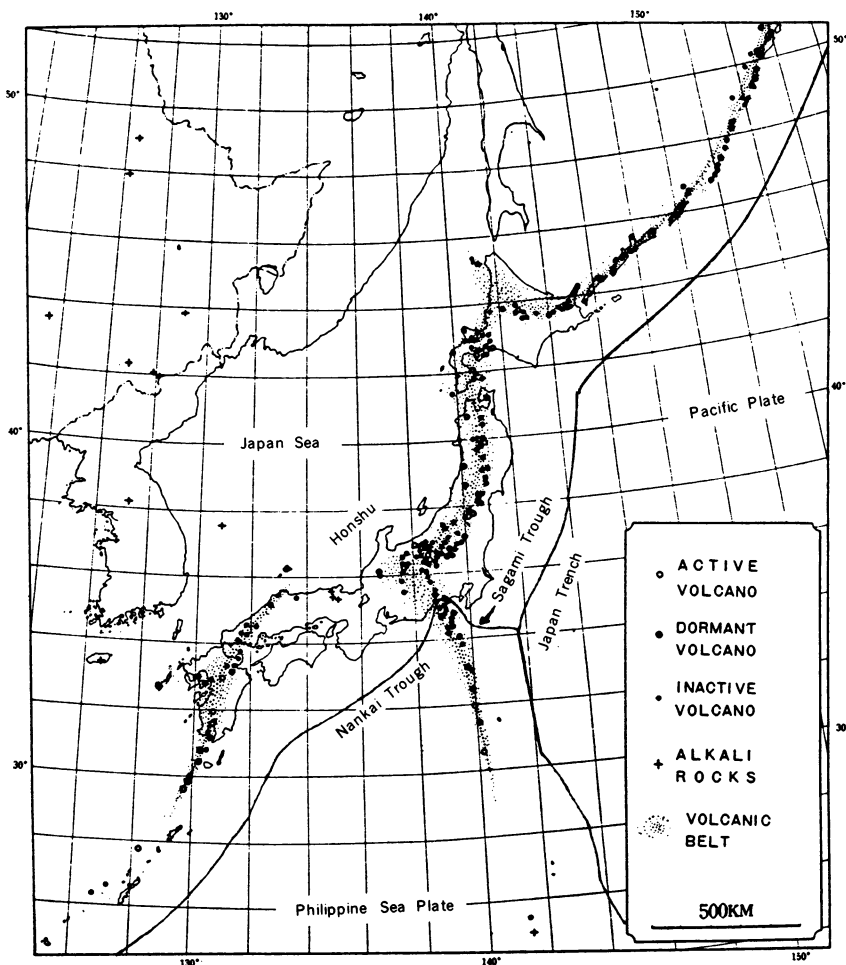 130°
140°
150°
50°
50°
40°
40°
30°
30°
Japan Sea
Honshu
Pacific Plate
Sagami Trough
Japan Trench
Nankai Trough
Philippine Sea Plate
ACTIVE
VOLCANO
DORMANT
VOLCANO
INACTIVE
VOLCANO
ALKALI
ROCKS
VOLCANIC
BELT
500KM
130°
140°
150°